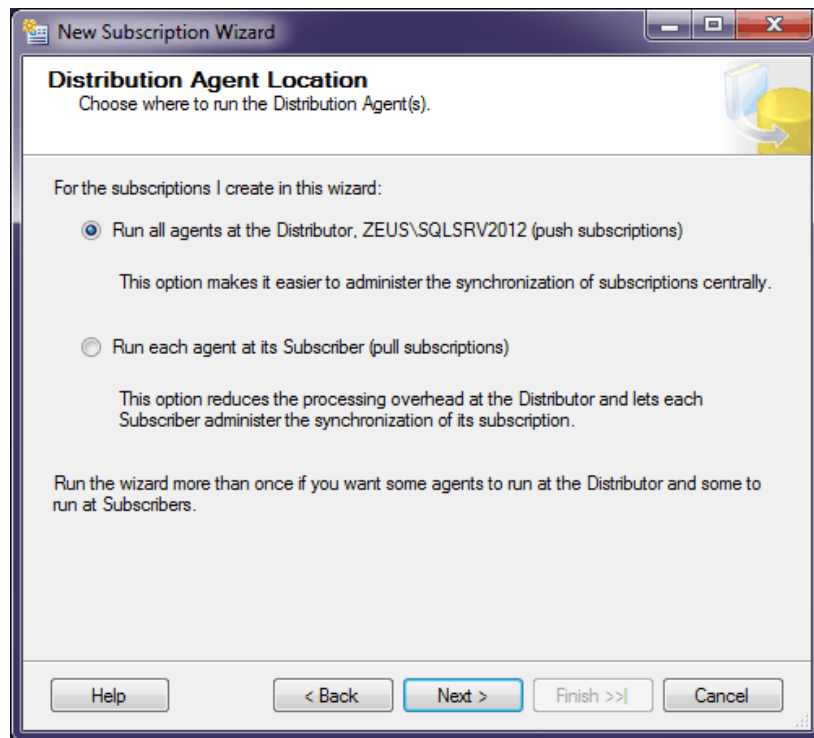 New Subscription Wizard
Distribution Agent Location
Choose where to run the Distribution Agent(s).
For the subscriptions I create in this wizard:
Run all agents at the Distributor, ZEUS\SQLSRV2012 (push subscriptions)
This option makes it easier to administer the synchronization of subscriptions centrally.
Run each agent at its Subscriber (pull subscriptions)
This option reduces the processing overhead at the Distributor and lets each
Subscriber administer the synchronization of its subscription.
Run the wizard more than once if you want some agents to run at the Distributor and some to
run at Subscribers.
Help
< Back
Next >
Finish >>|
Cancel